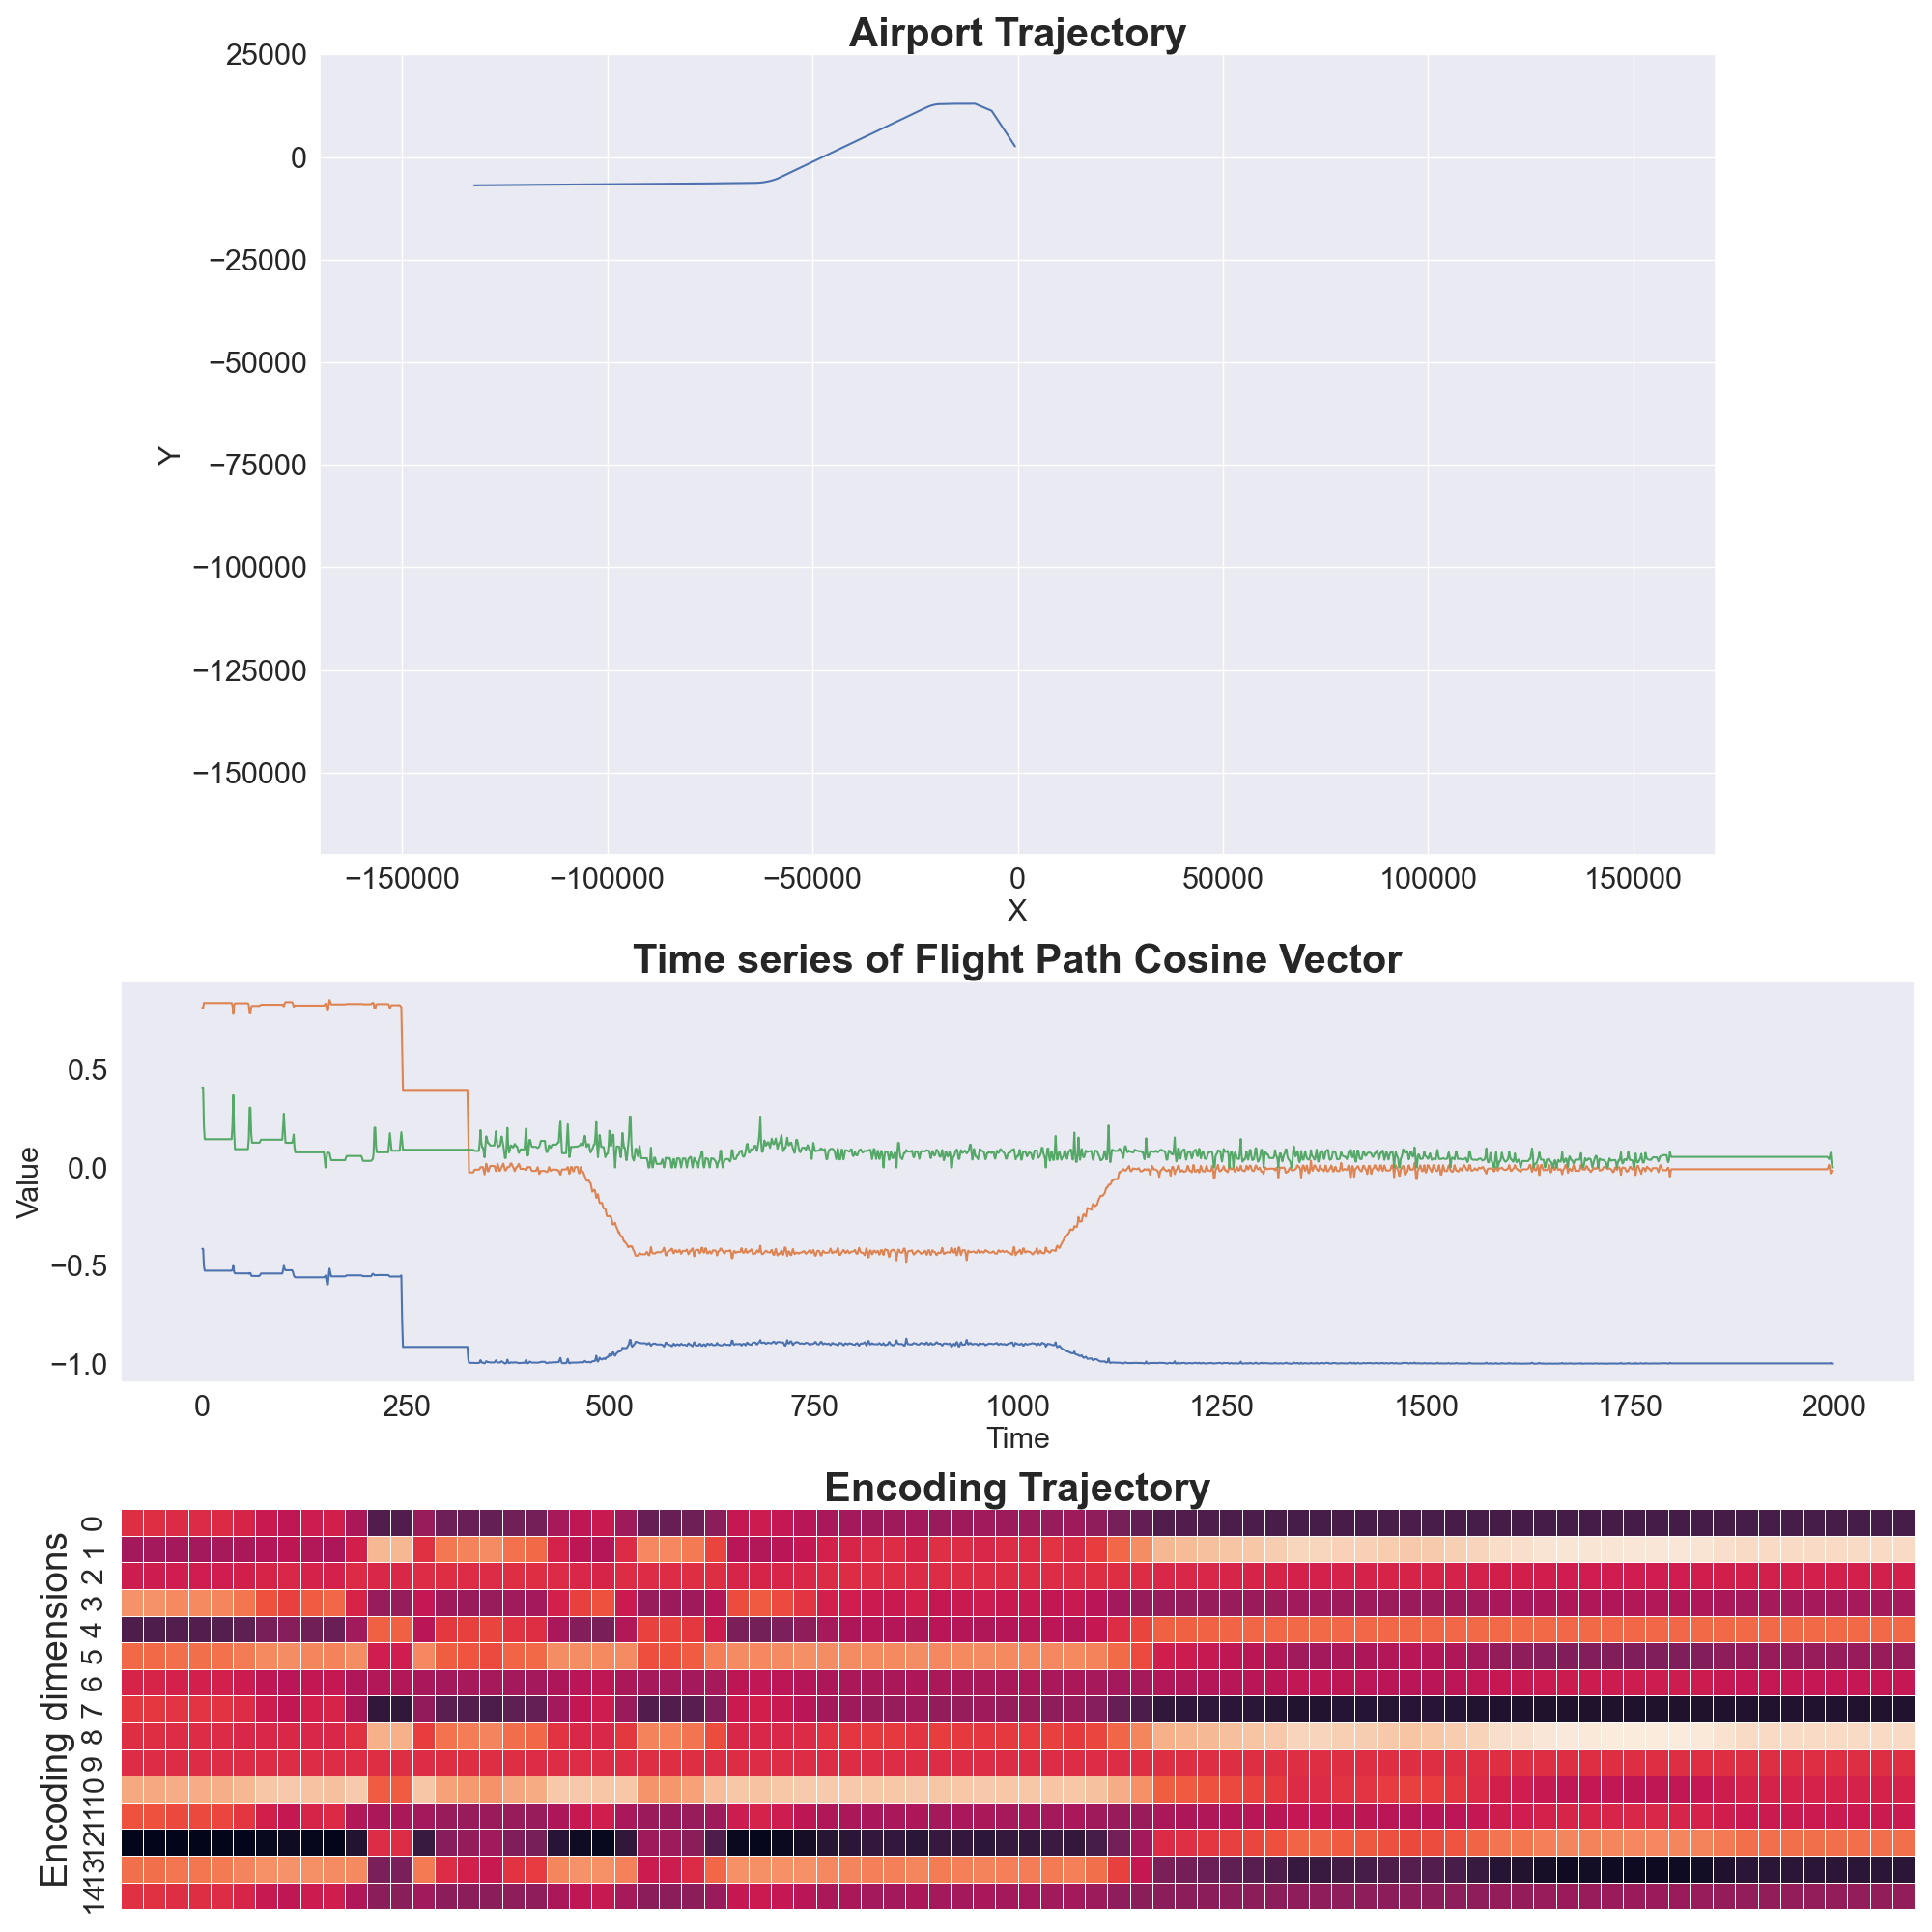 Airport Trajectory
25000
0
−25000
−50000
−75000
−100000
−125000
−150000
Y
−150000 −100000 −50000 0 50000 100000 150000
X
Time series of Flight Path Cosine Vector
0.5
0.0
−0.5
−1.0
Value
0 250 500 750 1000 1250 1500 1750 2000
Time
Encoding Trajectory
Encoding dimensions
0
1
2
3
4
5
6
7
8
9
10
11
12
13
14